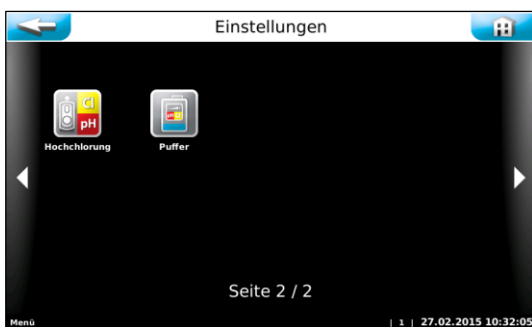 Einstellungen
Cl
pH
Hochchlorung
Puffer
Seite 2 / 2
Menü
| 1 | 27.02.2015 10:32:05